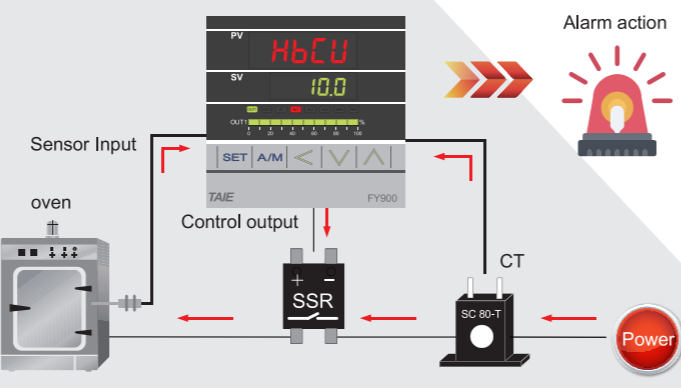 Alarm action
PV
HbCU
SV
10.0
OUT1
0 20 40 60 80 100 %
SET A/M
TAIE FY900
Sensor Input
oven
Control output
CT
+ −
SSR
SC 80-T
Power